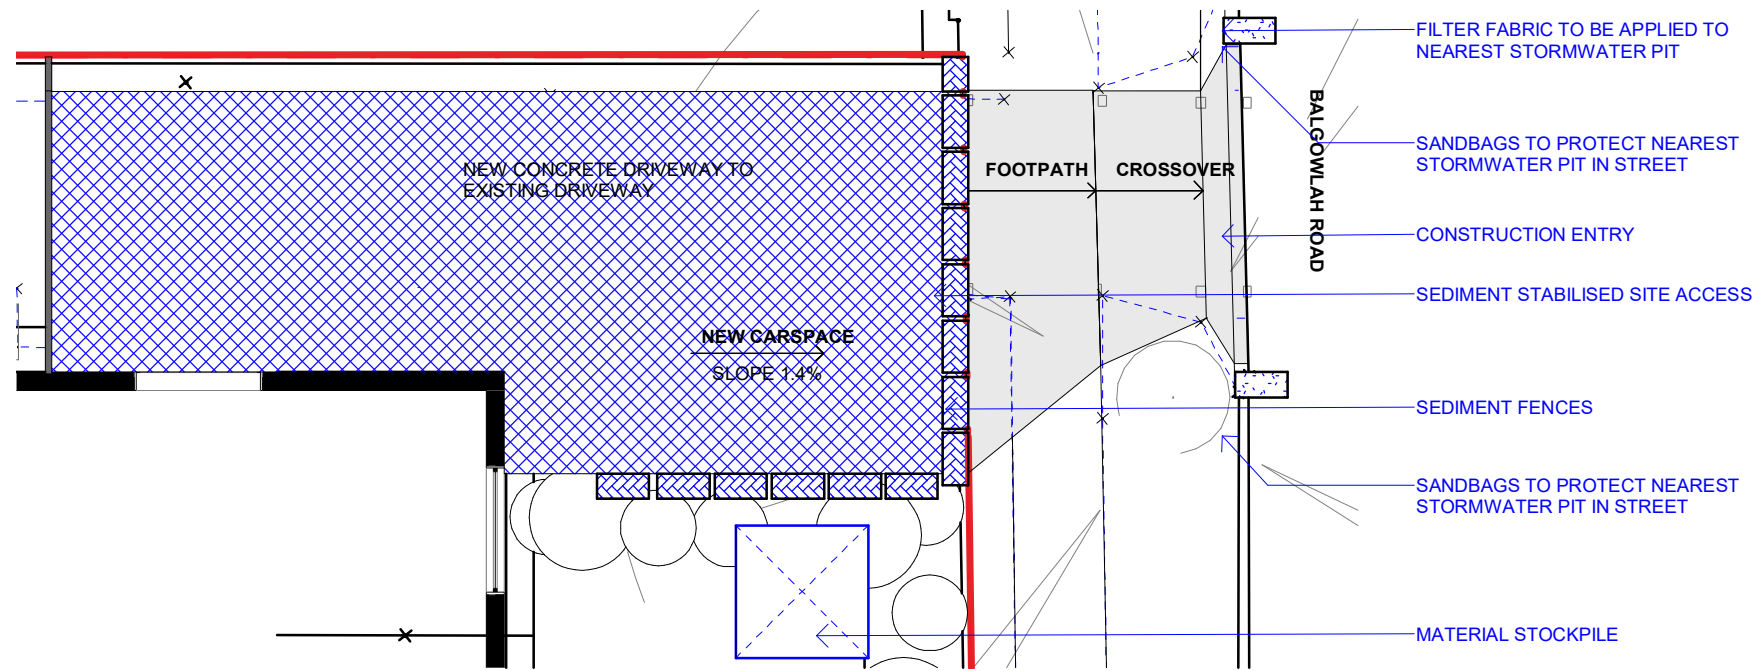 FILTER FABRIC TO BE APPLIED TO
NEAREST STORMWATER PIT
BALGOWLAH ROAD
SANDBAGS TO PROTECT NEAREST
STORMWATER PIT IN STREET
NEW CONCRETE DRIVEWAY TO
EXISTING DRIVEWAY
FOOTPATH
CROSSOVER
CONSTRUCTION ENTRY
SEDIMENT STABILISED SITE ACCESS
NEW CARSPACE
SLOPE 1.4%
SEDIMENT FENCES
SANDBAGS TO PROTECT NEAREST
STORMWATER PIT IN STREET
MATERIAL STOCKPILE